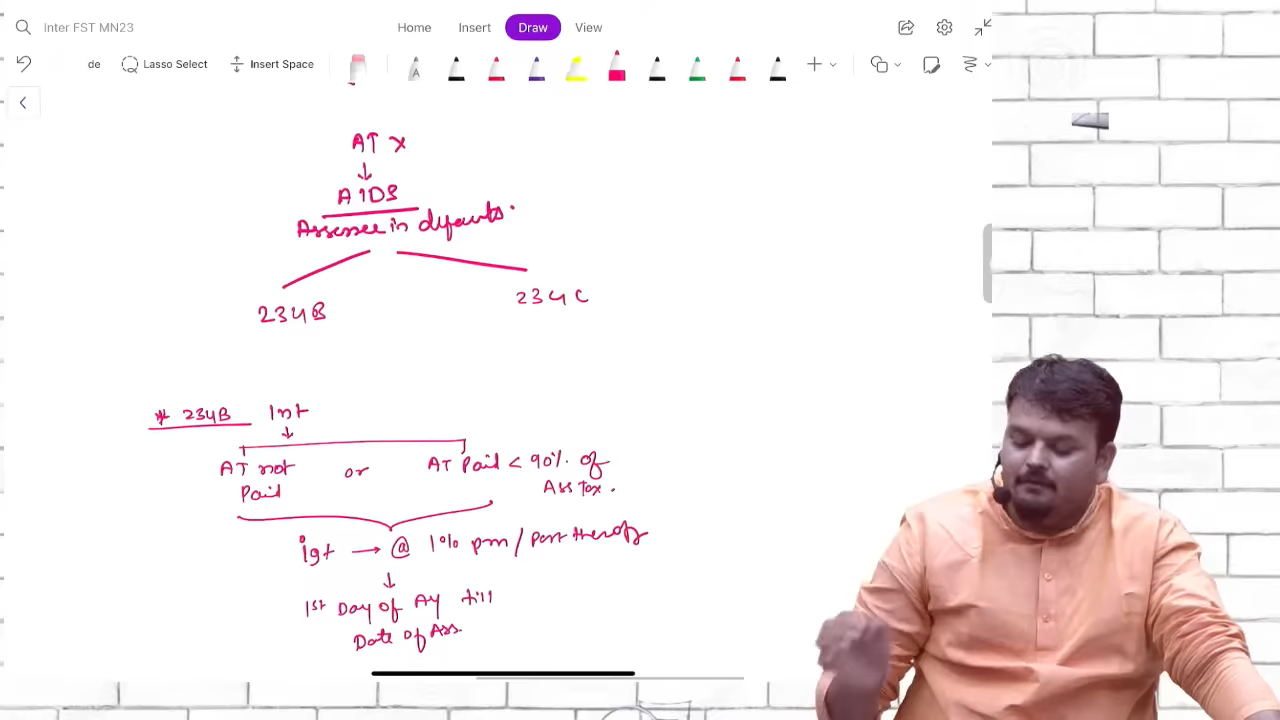 Inter FST MN23
Home
Insert
Draw
View
de
Lasso Select
Insert Space
A
AT X
AIDS
Assessee in defaults.
234B
234C
* 234B Int
AT not Paid
or
AT Paid < 90% of Ass Tax.
igt → @ 1% pm / Part thereof
1st Day of AY till
Date of Ass.